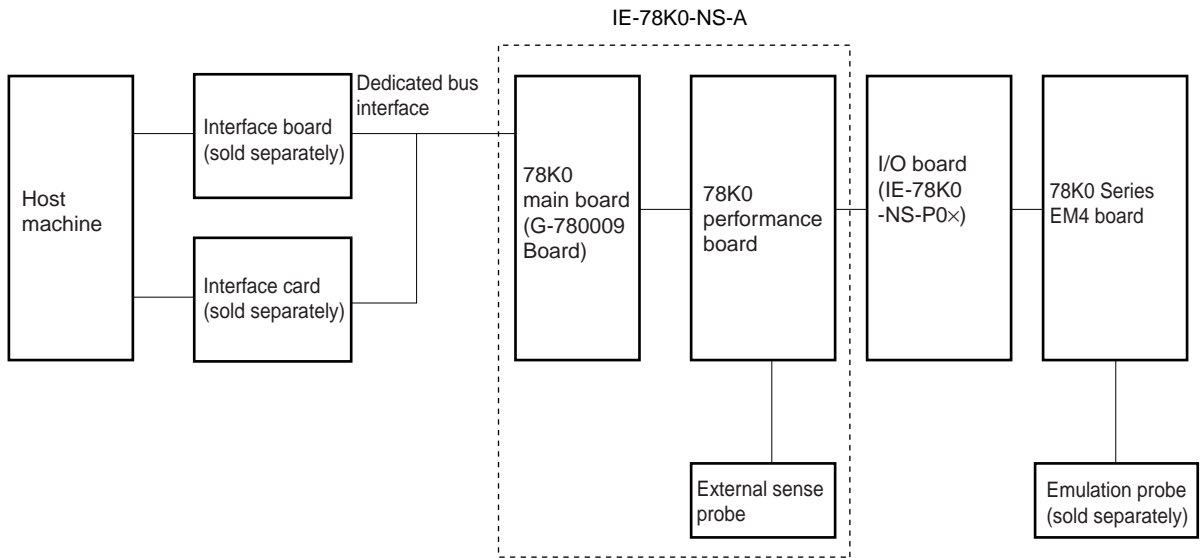 IE-78K0-NS-A
Host
machine
Interface board
(sold separately)
Interface card
(sold separately)
Dedicated bus
interface
78K0
main board
(G-780009
Board)
78K0
performance
board
I/O board
(IE-78K0
-NS-P0×)
78K0 Series
EM4 board
External sense
probe
Emulation probe
(sold separately)